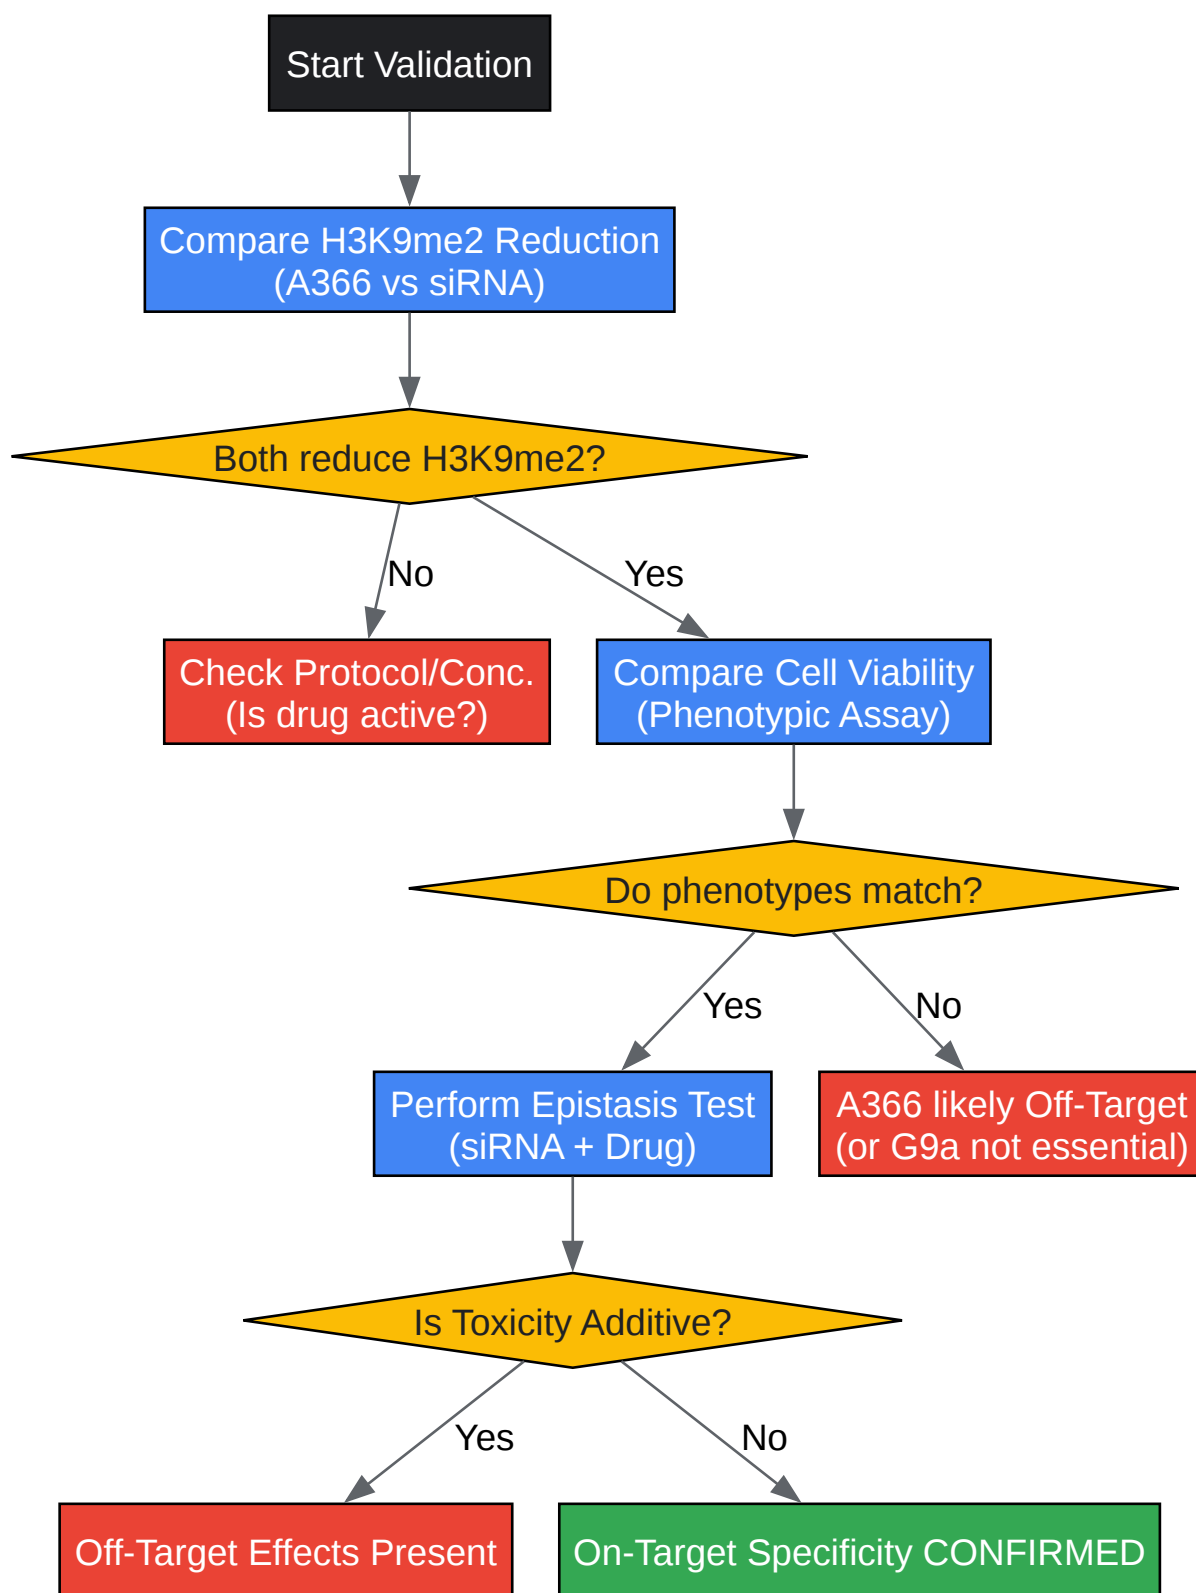 Start Validation
Compare H3K9me2 Reduction
(A366 vs siRNA)
Both reduce H3K9me2?
No
Yes
Check Protocol/Conc.
(Is drug active?)
Compare Cell Viability
(Phenotypic Assay)
Do phenotypes match?
Yes
No
Perform Epistasis Test
(siRNA + Drug)
A366 likely Off-Target
(or G9a not essential)
Is Toxicity Additive?
Yes
No
Off-Target Effects Present
On-Target Specificity CONFIRMED